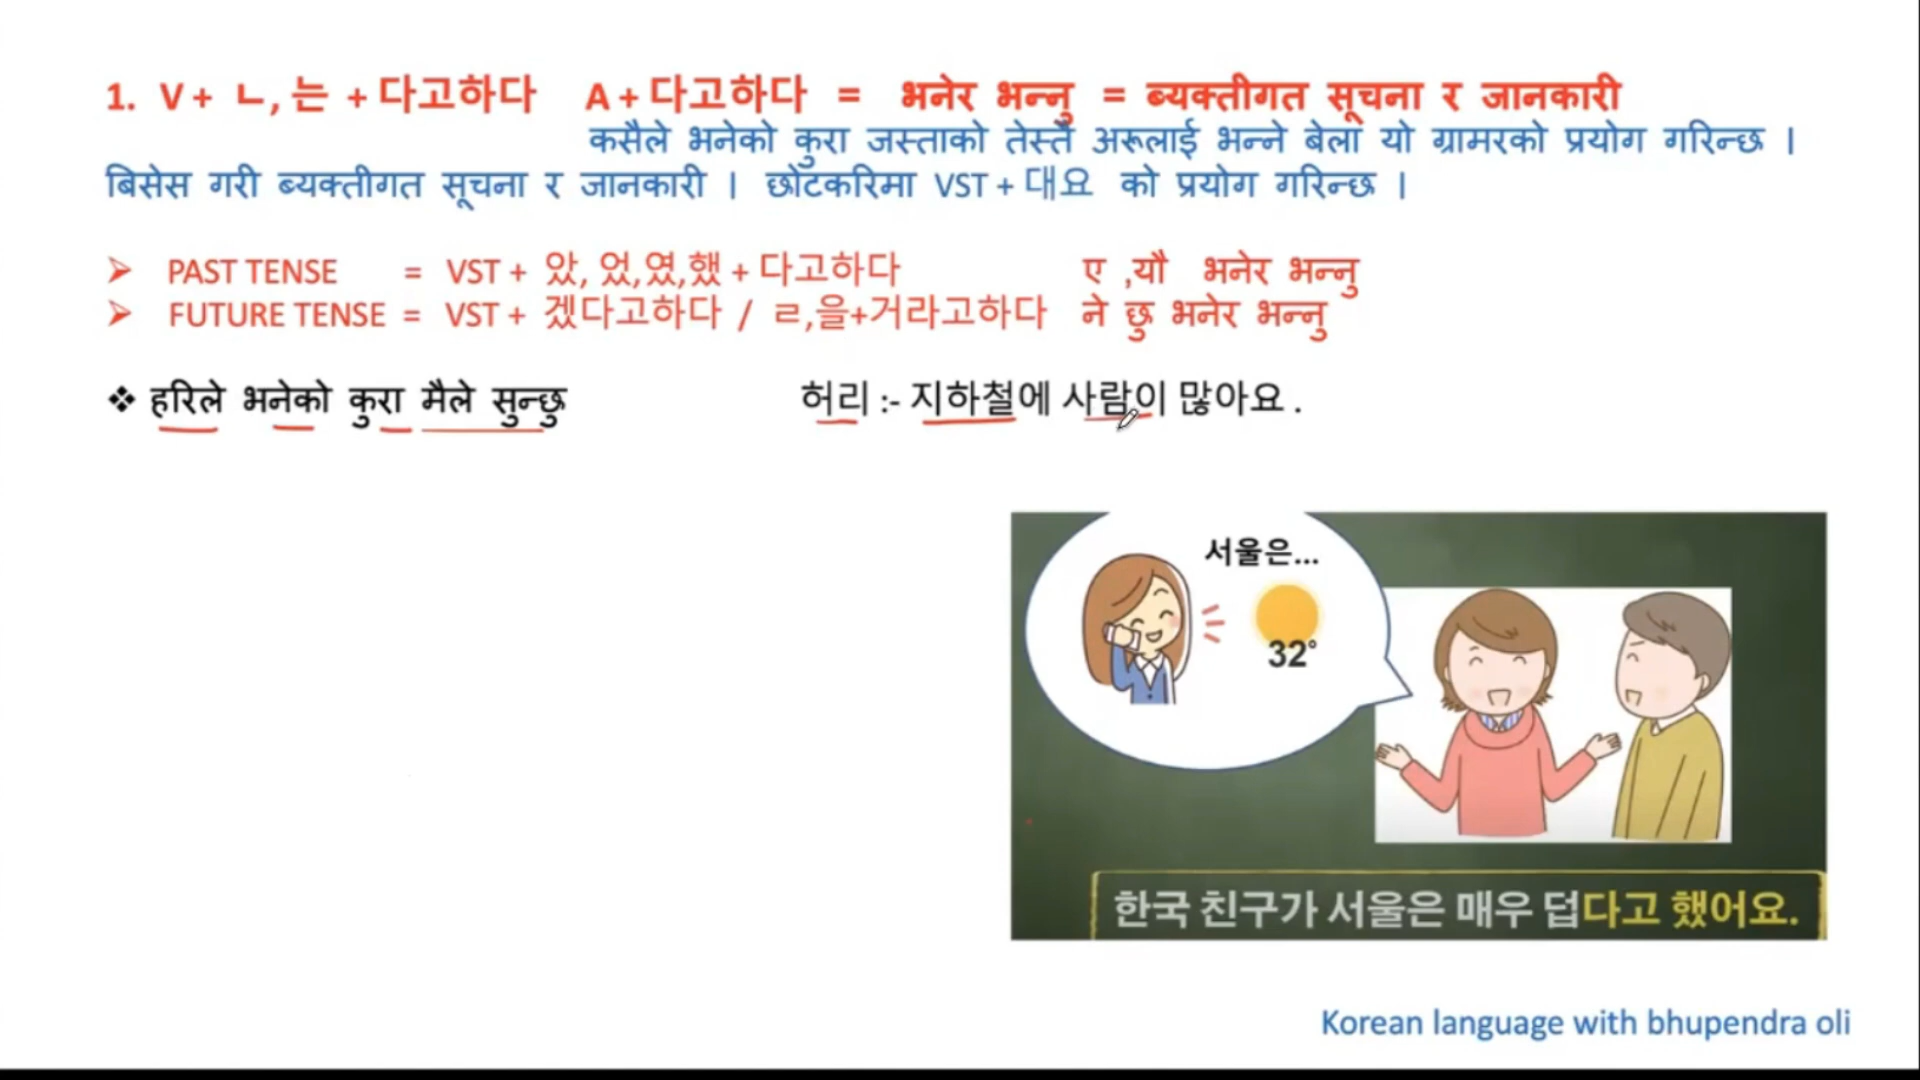 1. V + ㄴ, 는 + 다고하다 A + 다고하다 = भनेर भन्नु = ब्यक्तीगत सूचना र जानकारी
कसैले भनेको कुरा जस्ताको तेस्तै अरूलाई भन्ने बेला यो ग्रामरको प्रयोग गरिन्छ ।
बिसेस गरी ब्यक्तीगत सूचना र जानकारी । छोटकरिमा VST + 대요 को प्रयोग गरिन्छ ।
➢ PAST TENSE = VST + 았, 었,였,했 + 다고하다 ए ,यौ भनेर भन्नु
➢ FUTURE TENSE = VST + 겠다고하다 / ㄹ,을+거라고하다 ने छु भनेर भन्नु
❖ हरिले भनेको कुरा मैले सुन्छु 허리 :- 지하철에 사람이 많아요 .
서울은...
32°
한국 친구가 서울은 매우 덥다고 했어요.
Korean language with bhupendra oli